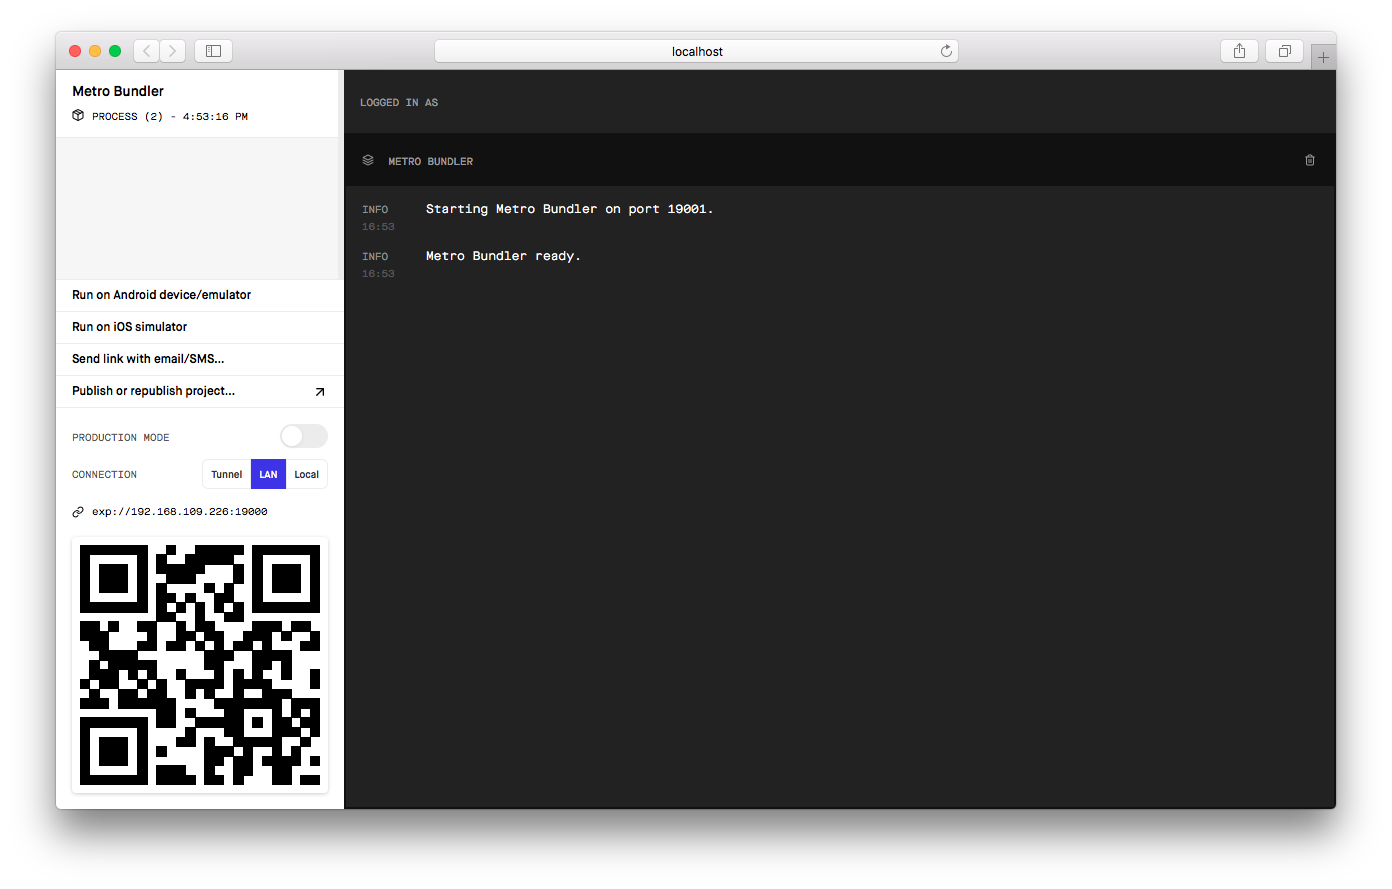 localhost
Metro Bundler
PROCESS (2) - 4:53:16 PM
Run on Android device/emulator
Run on iOS simulator
Send link with email/SMS...
Publish or republish project...
PRODUCTION MODE
CONNECTION Tunnel LAN Local
exp://192.168.109.226:19000
LOGGED IN AS
METRO BUNDLER
INFO Starting Metro Bundler on port 19001.
16:53
INFO Metro Bundler ready.
16:53